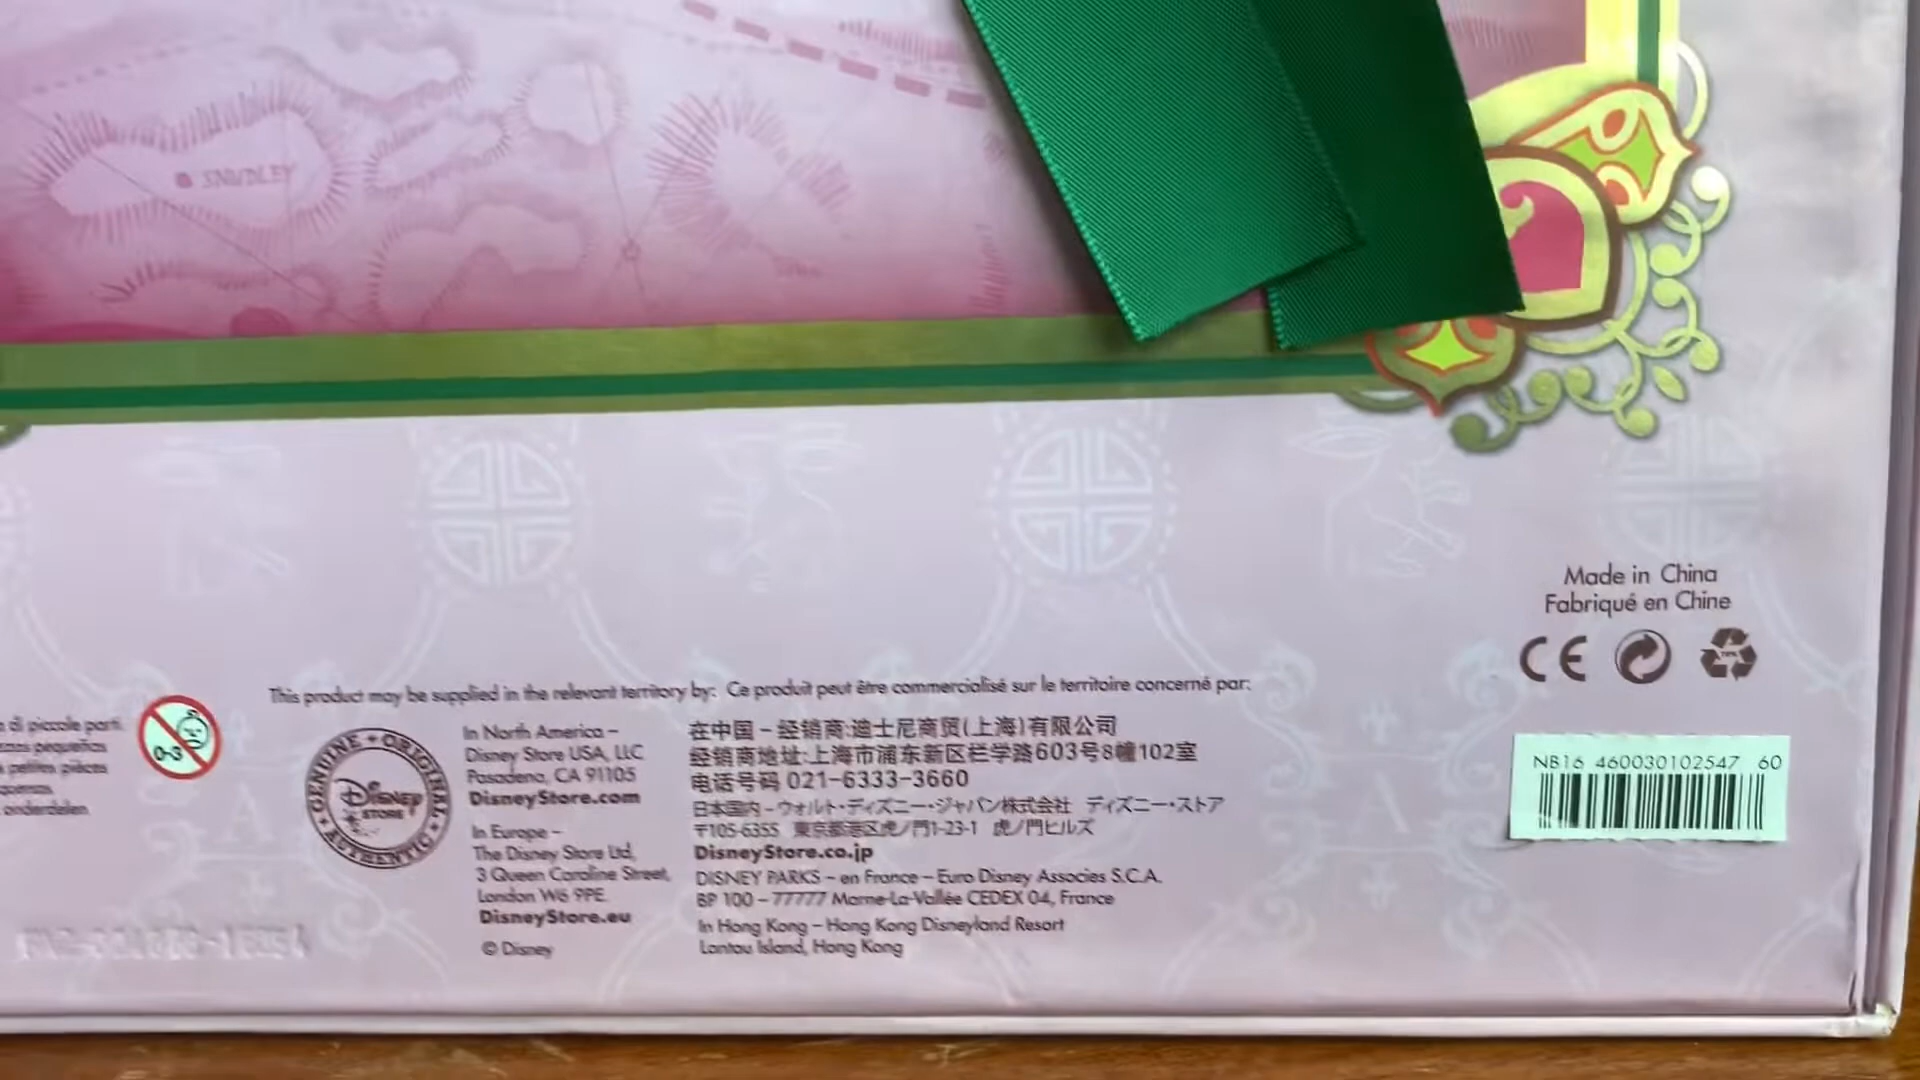 Made in China
Fabriqué en Chine
CE
This product may be supplied in the relevant territory by: Ce produit peut être commercialisé sur le territoire concerné par:
di piccole parti.
pequeñas
petites pièces
onderdelen
0-3
GENUINE • ORIGINAL • AUTHENTIC
DISNEY
STORE
In North America –
Disney Store USA, LLC
Pasadena, CA 91105
DisneyStore.com
In Europe –
The Disney Store Ltd,
3 Queen Caroline Street,
London W6 9PE.
DisneyStore.eu
© Disney
在中国 – 经销商:迪士尼商贸(上海)有限公司
经销商地址:上海市浦东新区栏学路603号8幢102室
电话号码 021-6333-3660
日本国内 – ウォルト・ディズニー・ジャパン株式会社 ディズニー・ストア
〒105-6355 東京都港区虎ノ門1-23-1 虎ノ門ヒルズ
DisneyStore.co.jp
DISNEY PARKS – en France – Euro Disney Associes S.C.A.
BP 100 – 77777 Marne-La-Vallée CEDEX 04, France
In Hong Kong – Hong Kong Disneyland Resort
Lantau Island, Hong Kong
NB16 460030102547 60